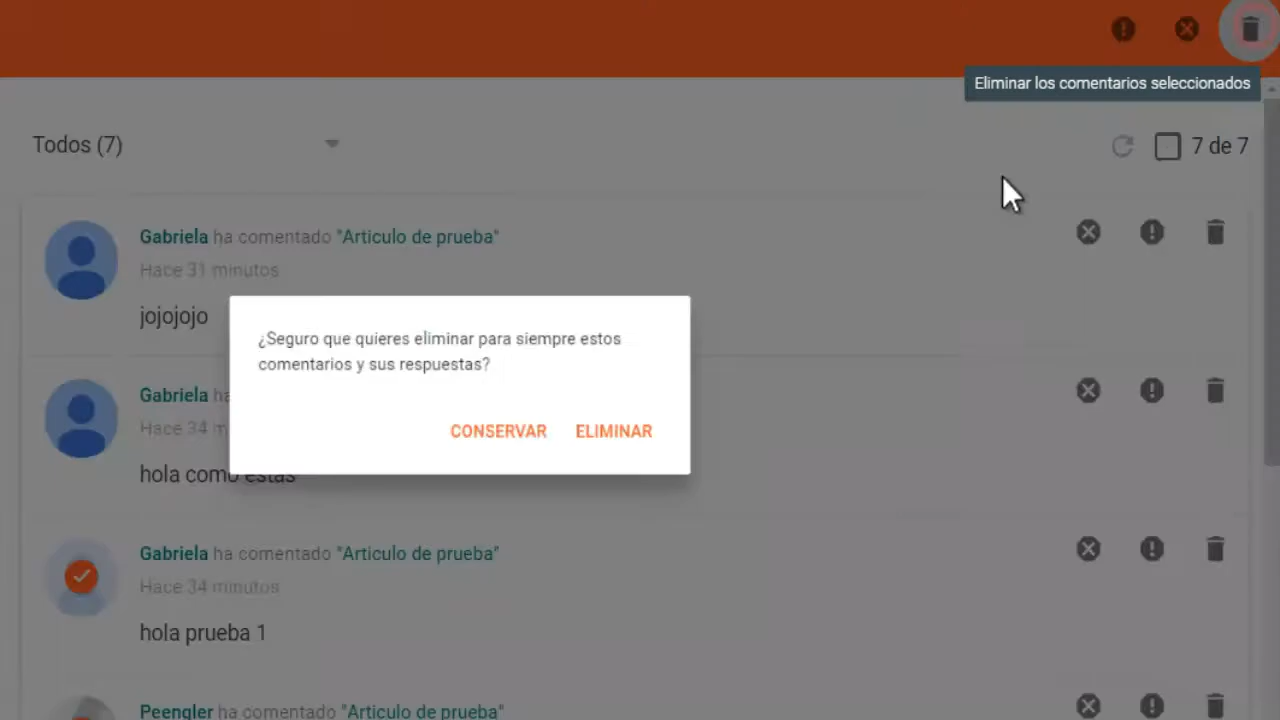 Eliminar los comentarios seleccionados
Todos (7)
7 de 7
Gabriela ha comentado "Articulo de prueba"
Hace 31 minutos
jojojojo
¿Seguro que quieres eliminar para siempre estos
comentarios y sus respuestas?
CONSERVAR ELIMINAR
Gabriela ha
Hace 34 m
hola como estas
Gabriela ha comentado "Articulo de prueba"
Hace 34 minutos
hola prueba 1
Peengler ha comentado "Articulo de prueba"